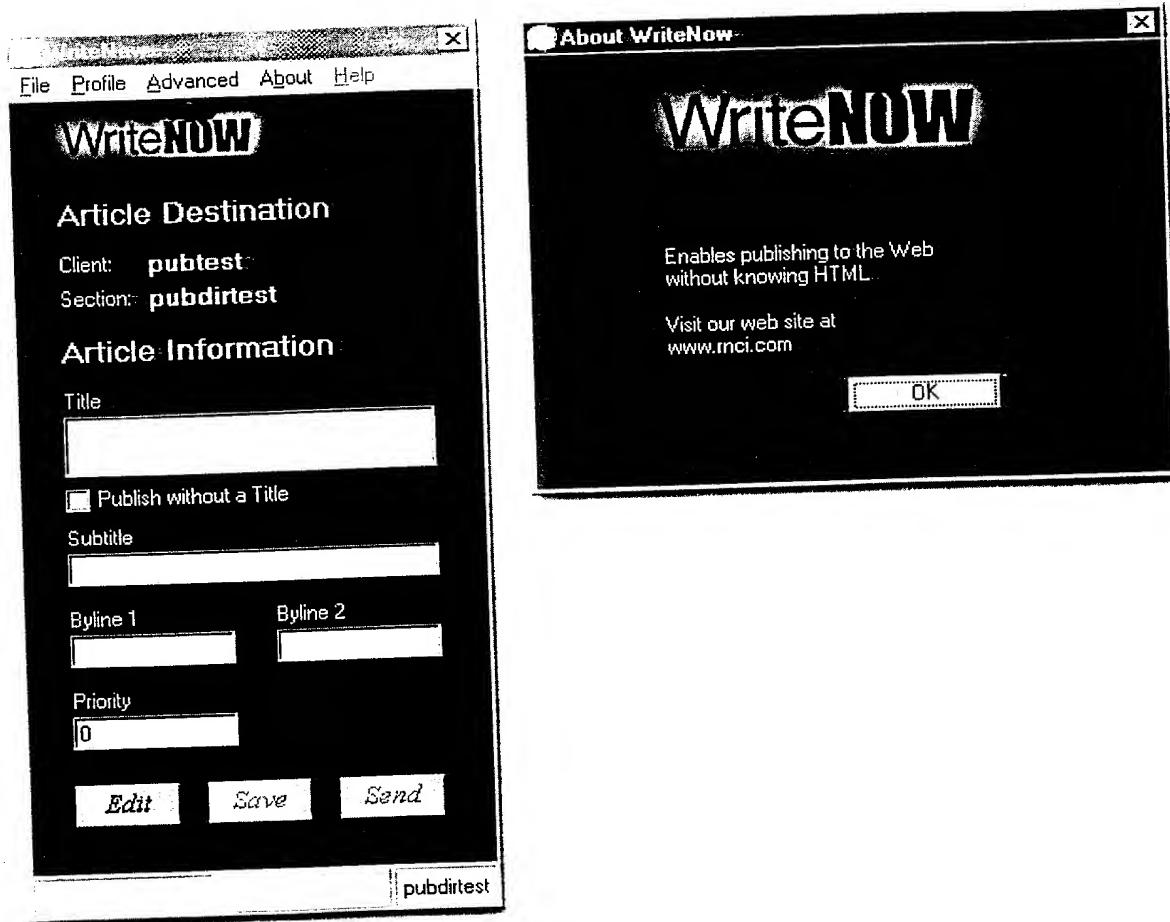 WriteNow
File Profile Advanced About Help
WriteNOW
Article Destination
Client: pubtest
Section: pubdirtest
Article Information
Title
Publish without a Title
Subtitle
Byline 1 Byline 2
Priority
0
Edit Save Send
pubdirtest
About WriteNow
WriteNOW
Enables publishing to the Web
without knowing HTML
Visit our web site at
www.rnci.com
OK